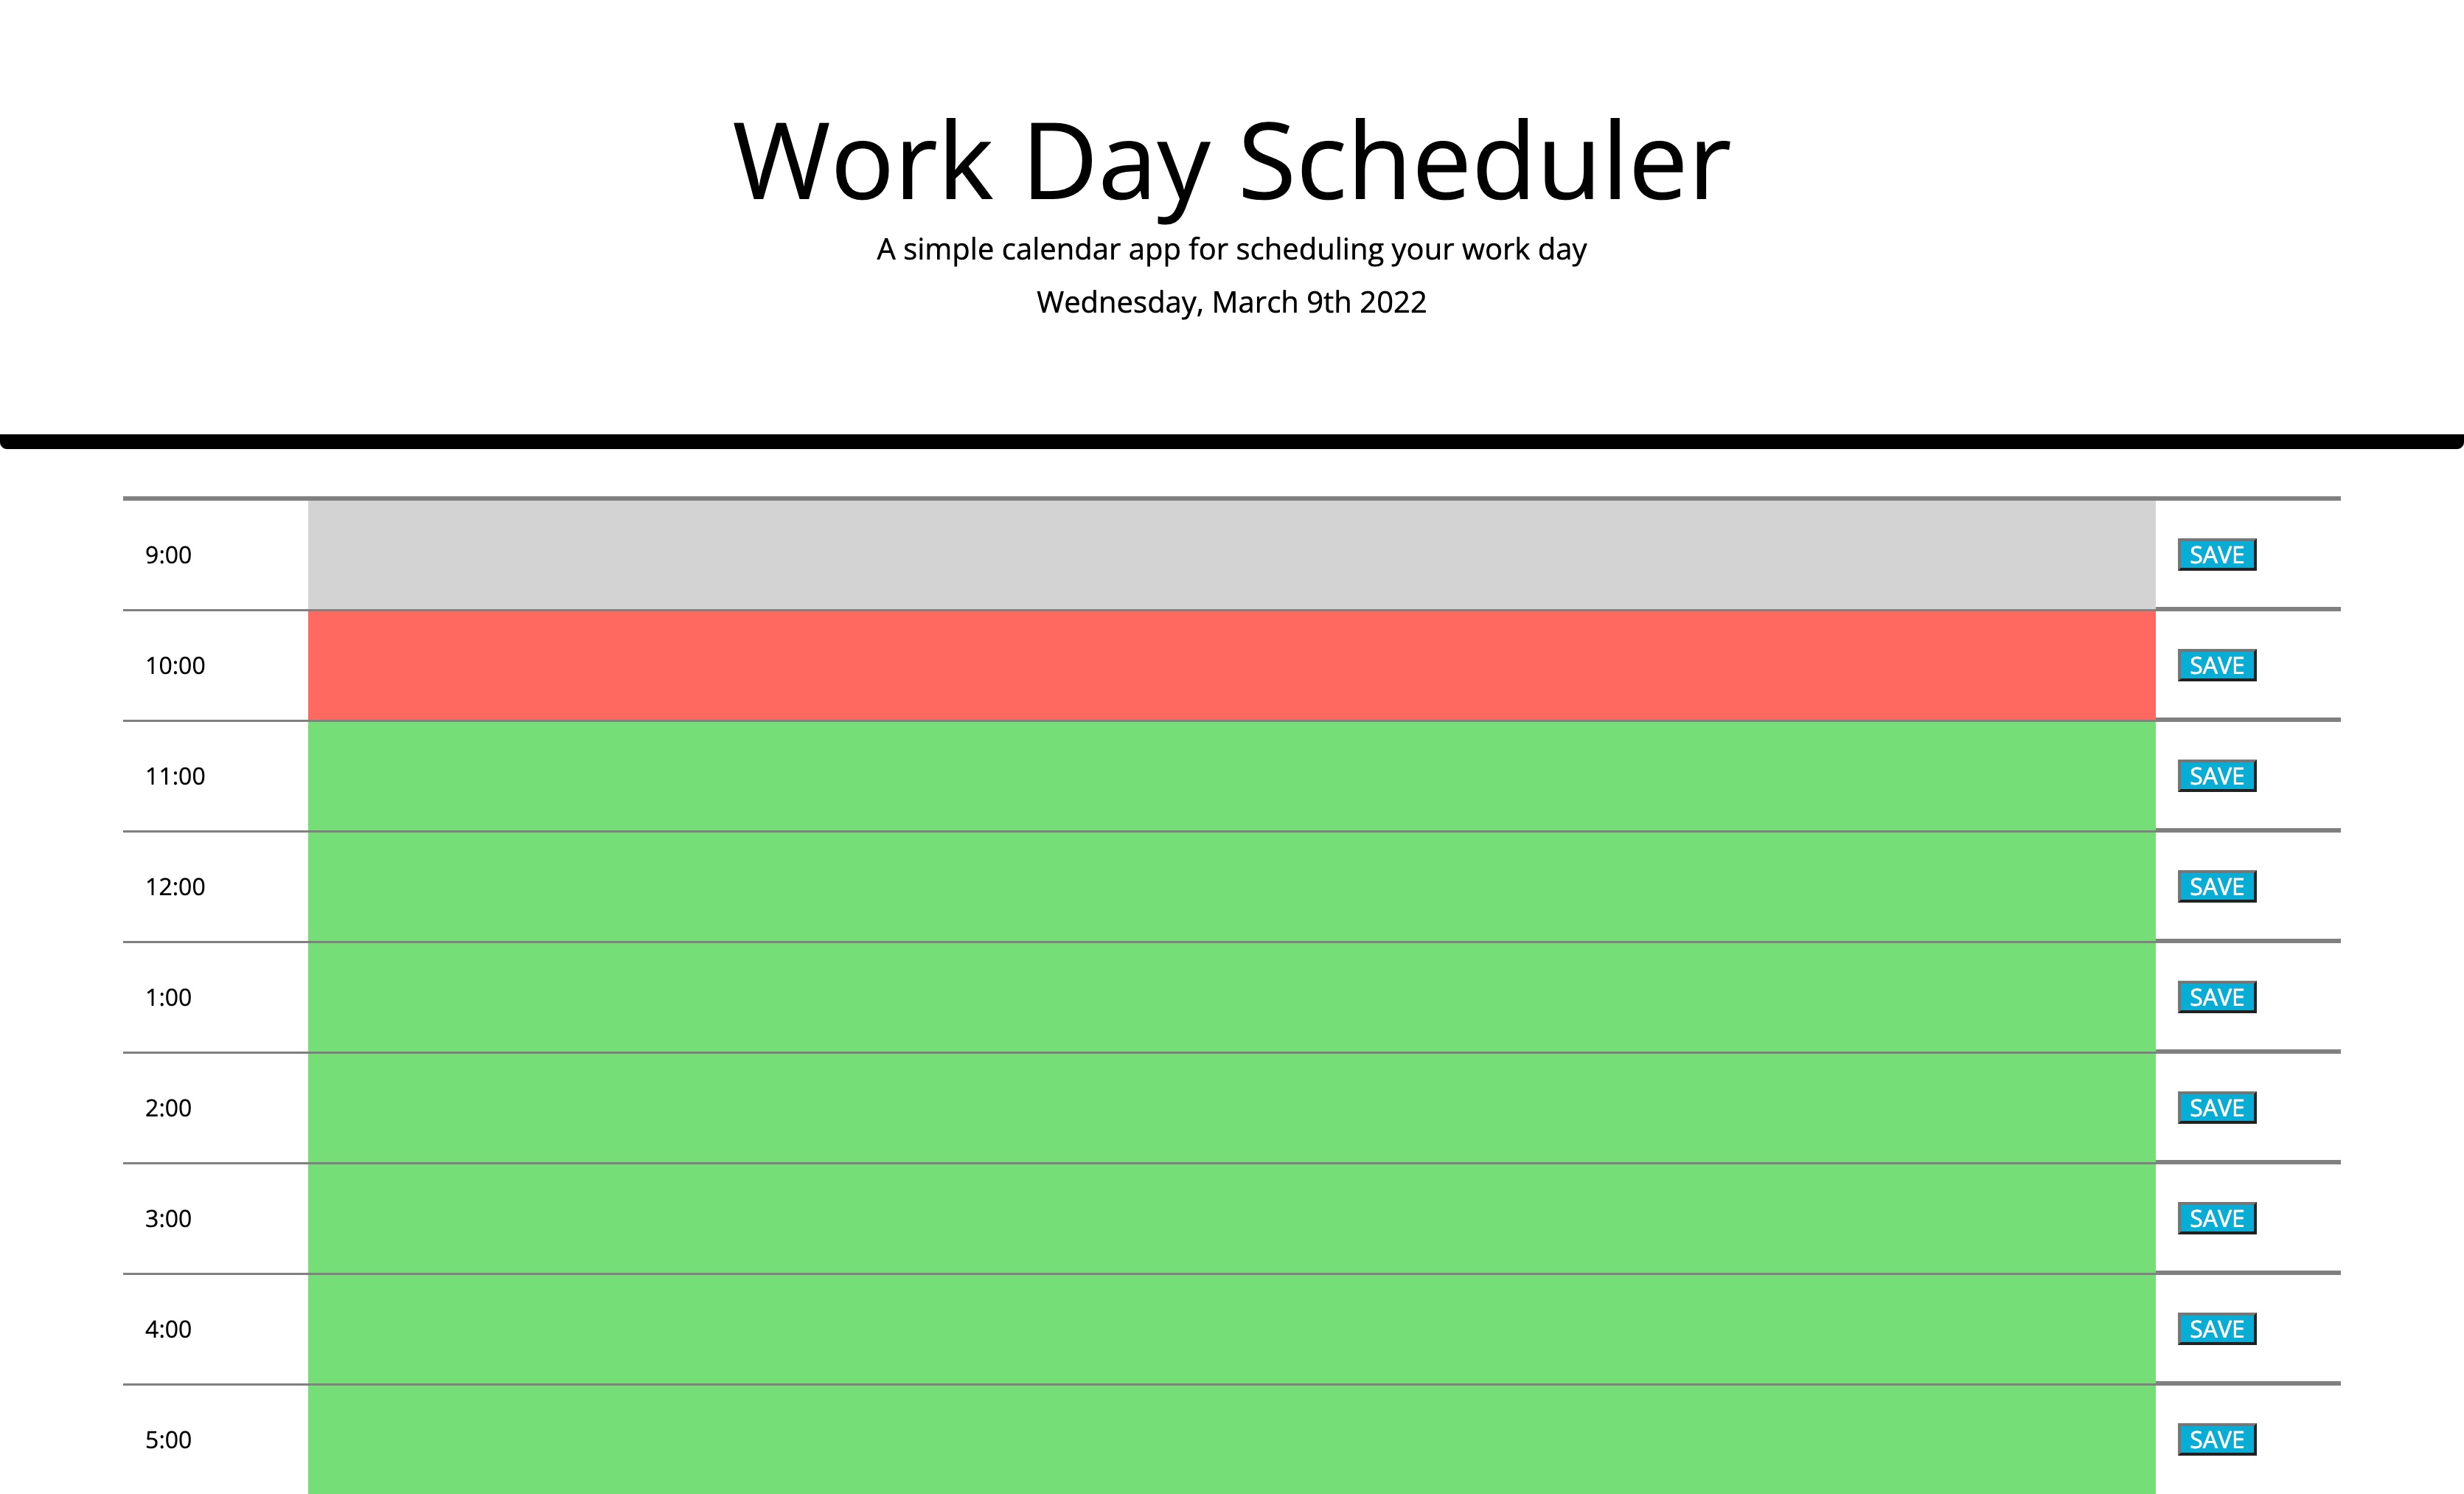 Work Day Scheduler
A simple calendar app for scheduling your work day
Wednesday, March 9th 2022
9:00 SAVE
10:00 SAVE
11:00 SAVE
12:00 SAVE
1:00 SAVE
2:00 SAVE
3:00 SAVE
4:00 SAVE
5:00 SAVE